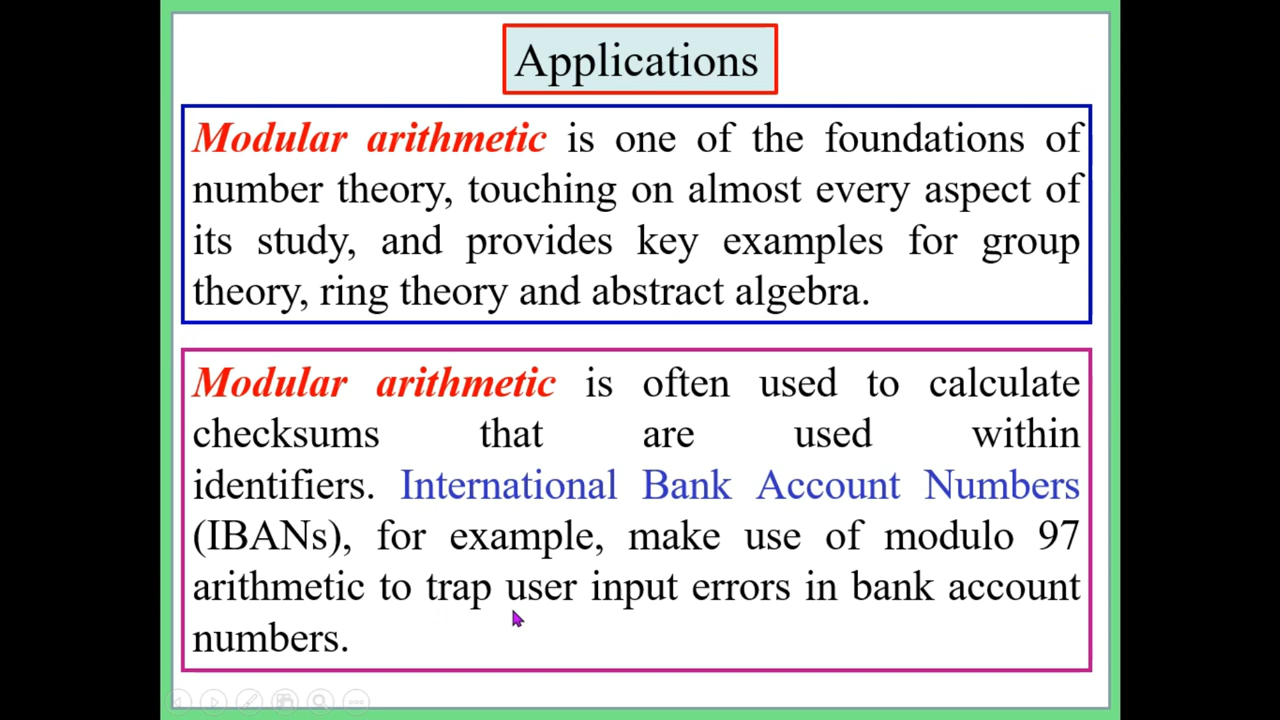 Applications
Modular arithmetic is one of the foundations of
number theory, touching on almost every aspect of
its study, and provides key examples for group
theory, ring theory and abstract algebra.
Modular arithmetic is often used to calculate
checksums that are used within
identifiers. International Bank Account Numbers
(IBANs), for example, make use of modulo 97
arithmetic to trap user input errors in bank account
numbers.